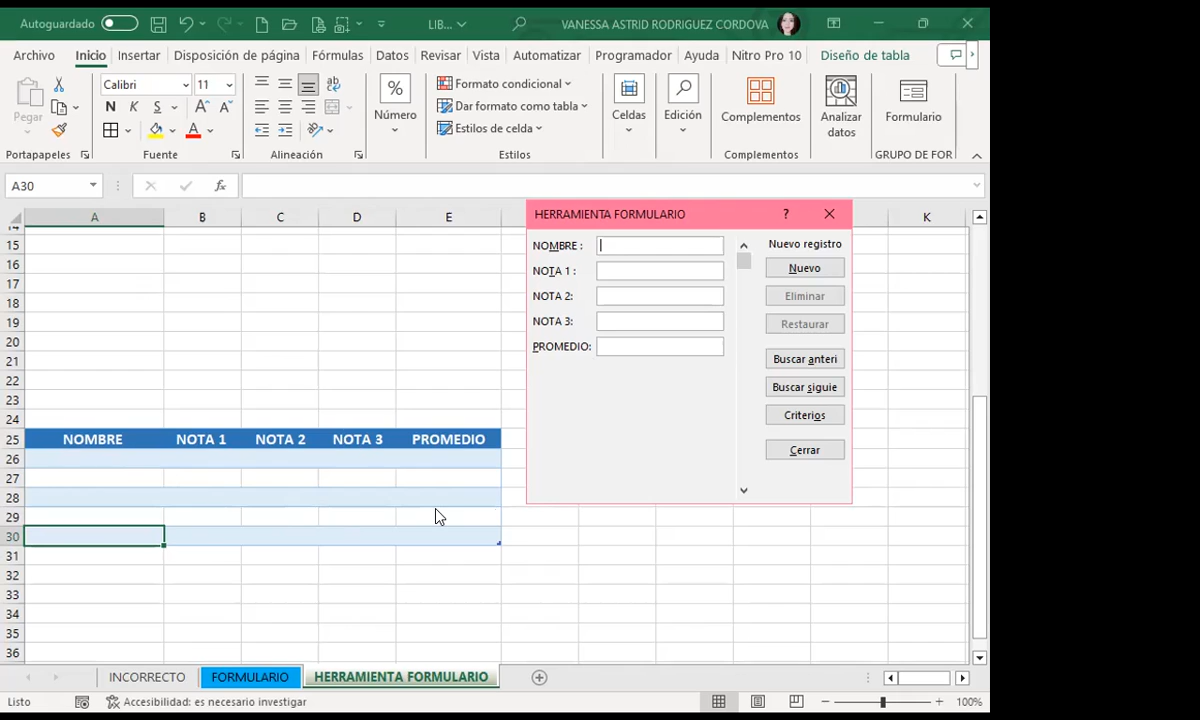 Autoguardado
LIB...
VANESSA ASTRID RODRIGUEZ CORDOVA
Archivo Inicio Insertar Disposición de página Fórmulas Datos Revisar Vista Automatizar Programador Ayuda Nitro Pro 10 Diseño de tabla
Pegar
Calibri 11
N K S
Número
Formato condicional
Dar formato como tabla
Estilos de celda
Celdas
Edición
Complementos
Analizar datos
Formulario
Portapapeles Fuente Alineación Estilos Complementos GRUPO DE FOR
A30
fx
A B C D E K
HERRAMIENTA FORMULARIO ? 
NOMBRE :
NOTA 1 :
NOTA 2:
NOTA 3:
PROMEDIO:
Nuevo registro
Nuevo
Eliminar
Restaurar
Buscar anteri
Buscar siguie
Criterios
Cerrar
15
16
17
18
19
20
21
22
23
24
25 NOMBRE NOTA 1 NOTA 2 NOTA 3 PROMEDIO
26
27
28
29
30
31
32
33
34
35
36
INCORRECTO FORMULARIO HERRAMIENTA FORMULARIO
Listo Accesibilidad: es necesario investigar 100%